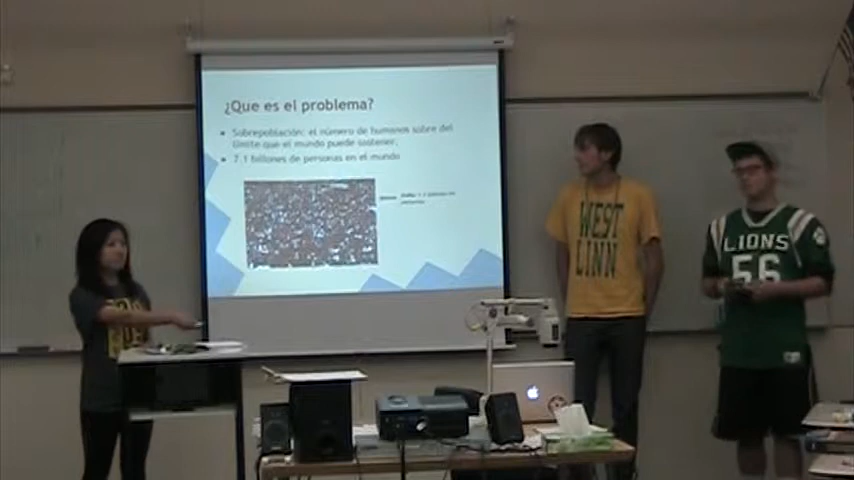 ¿Que es el problema?
• Sobrepoblación: el número de humanos sobre del
límite que el mundo puede sostener.
• 7.1 billones de personas en el mundo
WEST
LINN
LIONS
56